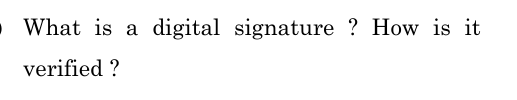 What is a digital signature ? How is it
verified ?